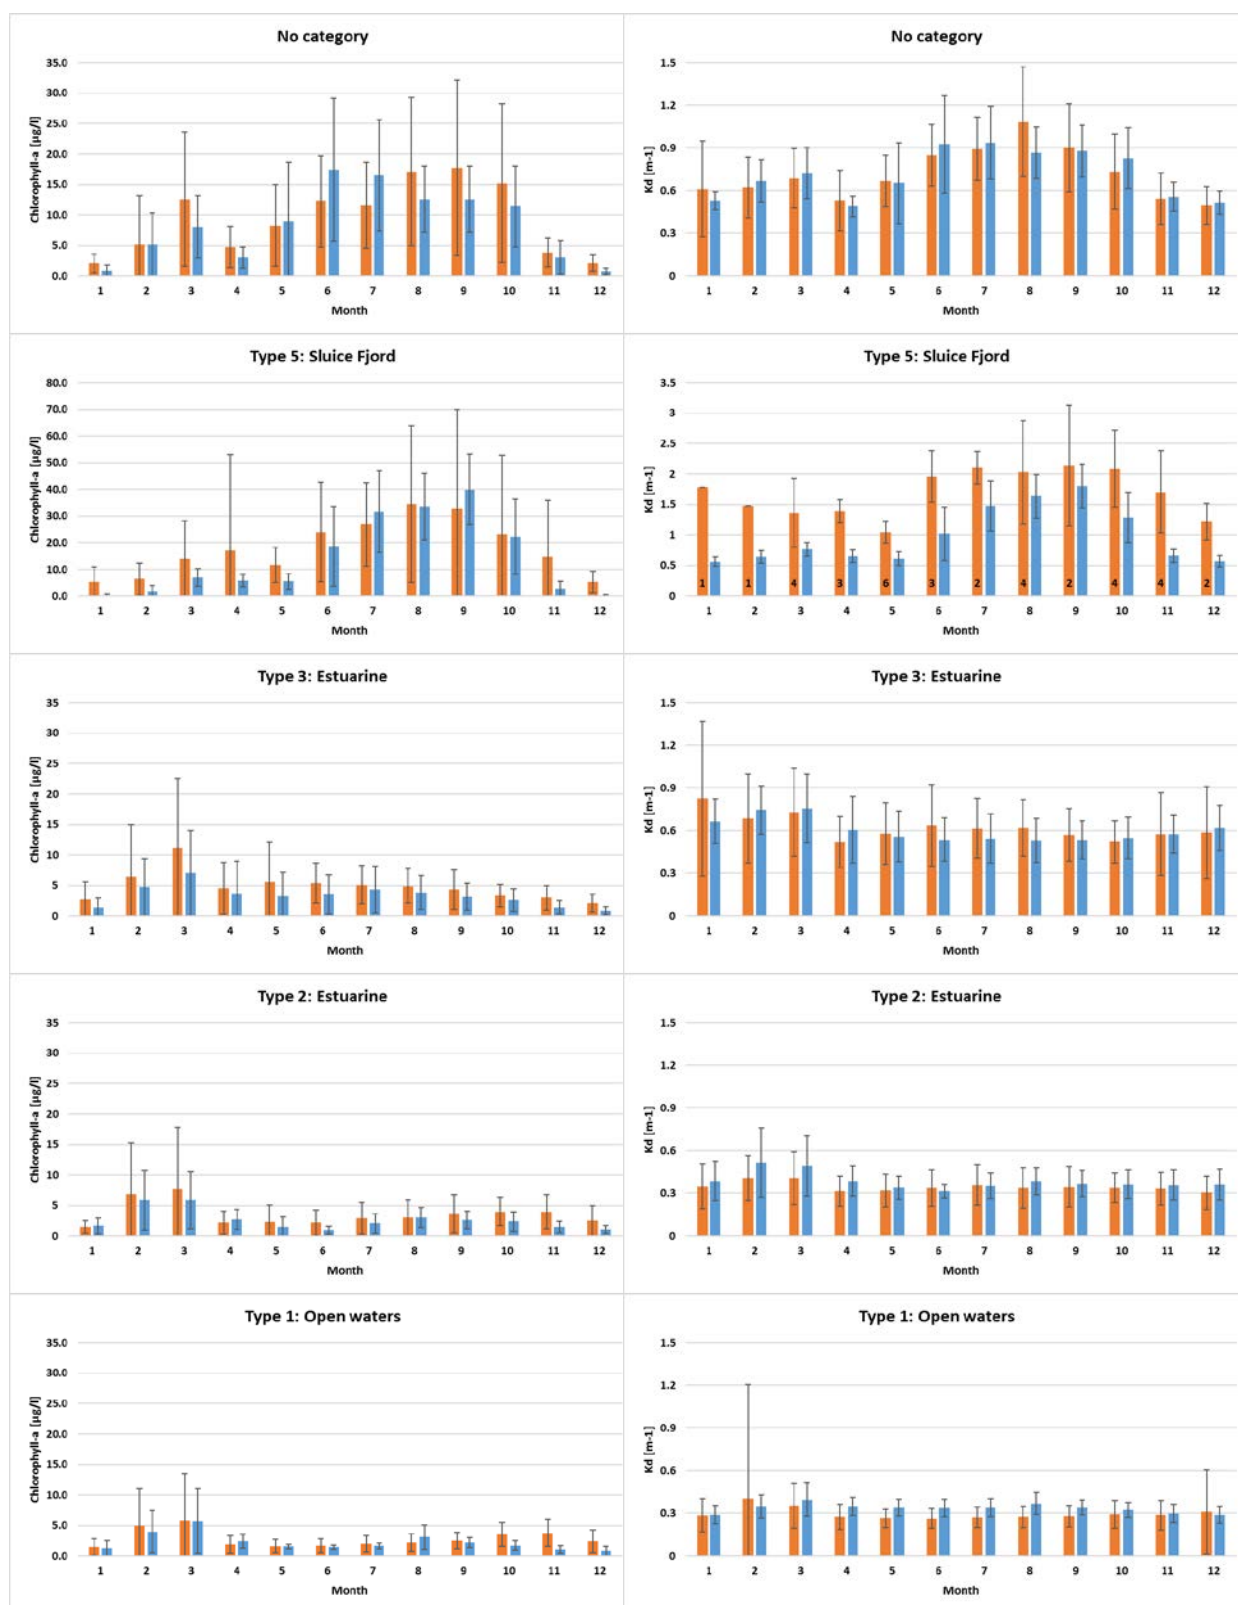 No category
35.0
30.0
25.0
20.0
15.0
10.0
5.0
0.0
Chlorophyll-a [µg/l]
1 2 3 4 5 6 7 8 9 10 11 12
Month
No category
1.5
1.2
0.9
0.6
0.3
0
Kd [m-1]
1 2 3 4 5 6 7 8 9 10 11 12
Month
Type 5: Sluice Fjord
80.0
70.0
60.0
50.0
40.0
30.0
20.0
10.0
0.0
Chlorophyll-a [µg/l]
1 2 3 4 5 6 7 8 9 10 11 12
Month
Type 5: Sluice Fjord
3.5
3
2.5
2
1.5
1
0.5
0
Kd [m-1]
1 1 4 3 6 3 2 4 2 4 4 2
1 2 3 4 5 6 7 8 9 10 11 12
Month
Type 3: Estuarine
35
30
25
20
15
10
5
0
Chlorophyll-a [µg/l]
1 2 3 4 5 6 7 8 9 10 11 12
Month
Type 3: Estuarine
1.5
1.2
0.9
0.6
0.3
0
Kd [m-1]
1 2 3 4 5 6 7 8 9 10 11 12
Month
Type 2: Estuarine
35
30
25
20
15
10
5
0
Chlorophyll-a [µg/l]
1 2 3 4 5 6 7 8 9 10 11 12
Month
Type 2: Estuarine
1.5
1.2
0.9
0.6
0.3
0
Kd [m-1]
1 2 3 4 5 6 7 8 9 10 11 12
Month
Type 1: Open waters
35.0
30.0
25.0
20.0
15.0
10.0
5.0
0.0
Chlorophyll-a [µg/l]
1 2 3 4 5 6 7 8 9 10 11 12
Month
Type 1: Open waters
1.5
1.2
0.9
0.6
0.3
0
Kd [m-1]
1 2 3 4 5 6 7 8 9 10 11 12
Month